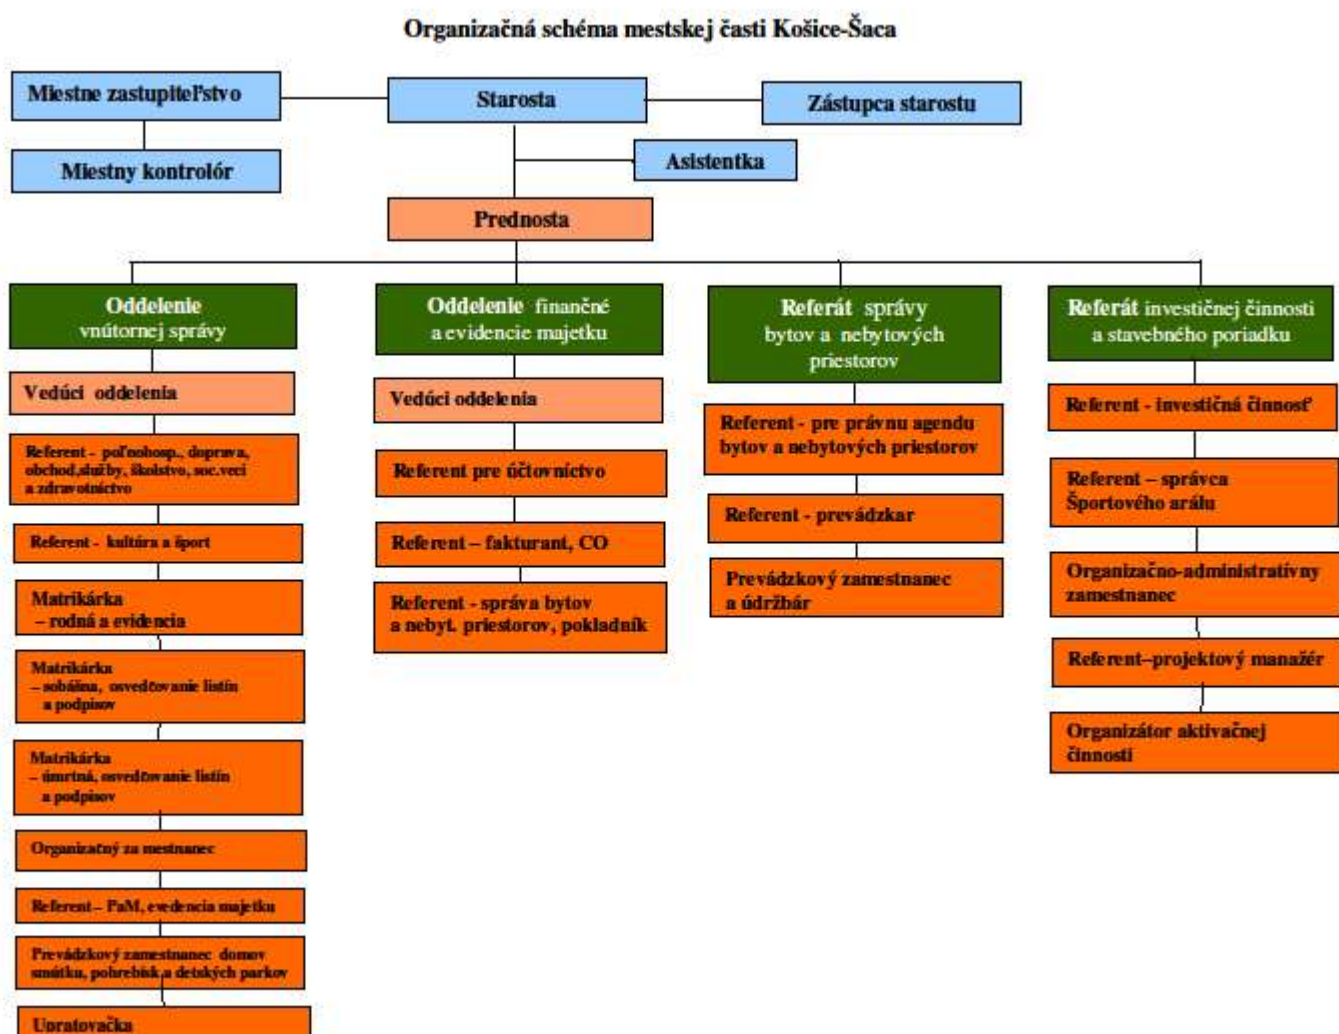 Organizačná schéma mestskej časti Košice-Šaca
Miestne zastupiteľstvo
Starosta
Zástupca starostu
Miestny kontrolór
Asistentka
Prednosta
Oddelenie
vnútornej správy
Vedúci oddelenia
Referent - poľnohosp., doprava,
obchod,služby, školstvo, soc.veci
a zdravotníctvo
Referent - kultúra a šport
Matrikárka
– rodná a evidencia
Matrikárka
– sobášna, osvedčovanie listín
a podpisov
Matrikárka
– úmrtná, osvedčovanie listín
a podpisov
Organizačný za mestnanec
Referent – PaM, evedencia majetku
Prevádzkový zamestnanec domov
smútku, pohrebísk a detských parkov
Upratovačka
Oddelenie finančné
a evidencie majetku
Vedúci oddelenia
Referent pre účtovníctvo
Referent – fakturant, CO
Referent - správa bytov
a nebyt. priestorov, pokladník
Referát správy
bytov a nebytových
priestorov
Referent - pre právnu agendu
bytov a nebytových priestorov
Referent - prevádzkar
Prevádzkový zamestnanec
a údržbár
Referát investičnej činnosti
a stavebného poriadku
Referent - investičná činnosť
Referent – správca
Športového arálu
Organizačno-administratívny
zamestnanec
Referent–projektový manažér
Organizátor aktivačnej
činnosti